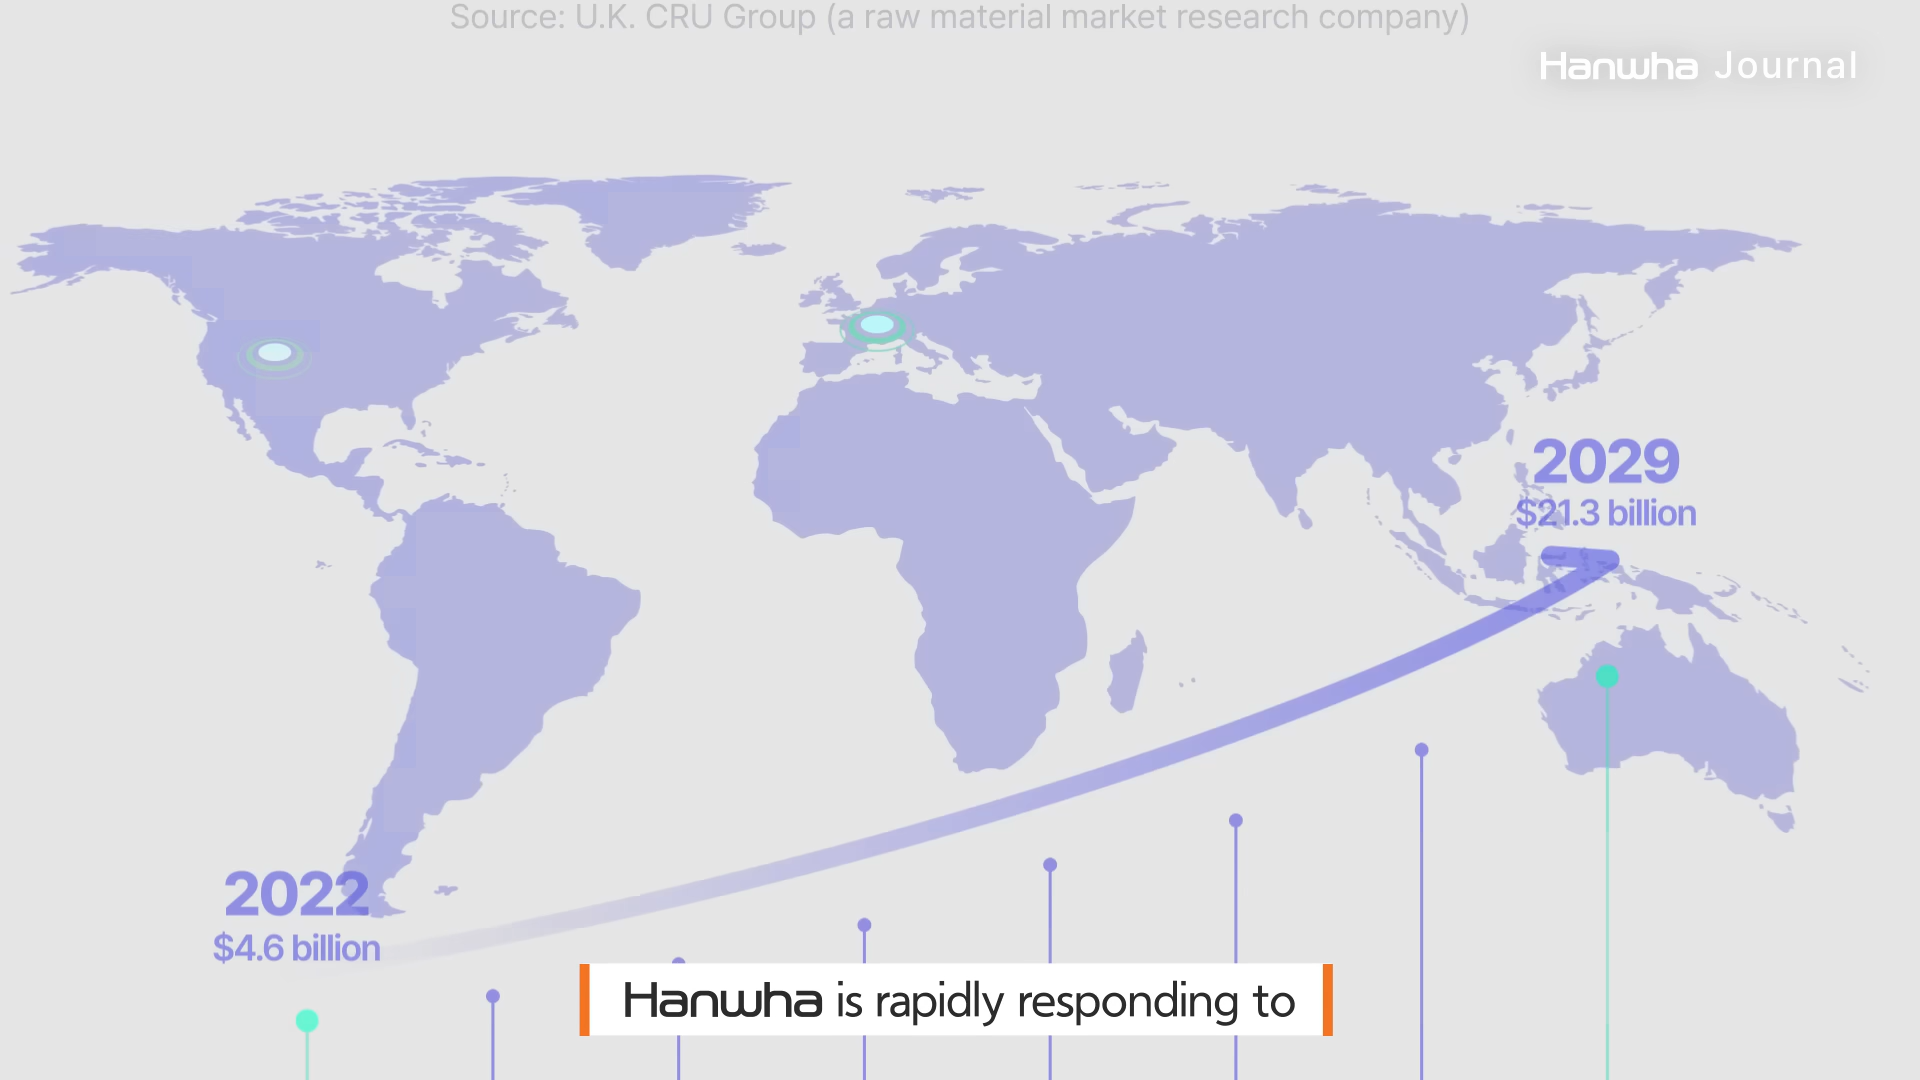 Source: U.K. CRU Group (a raw material market research company)
Hanwha Journal
2029
$21.3 billion
2022
$4.6 billion
Hanwha is rapidly responding to